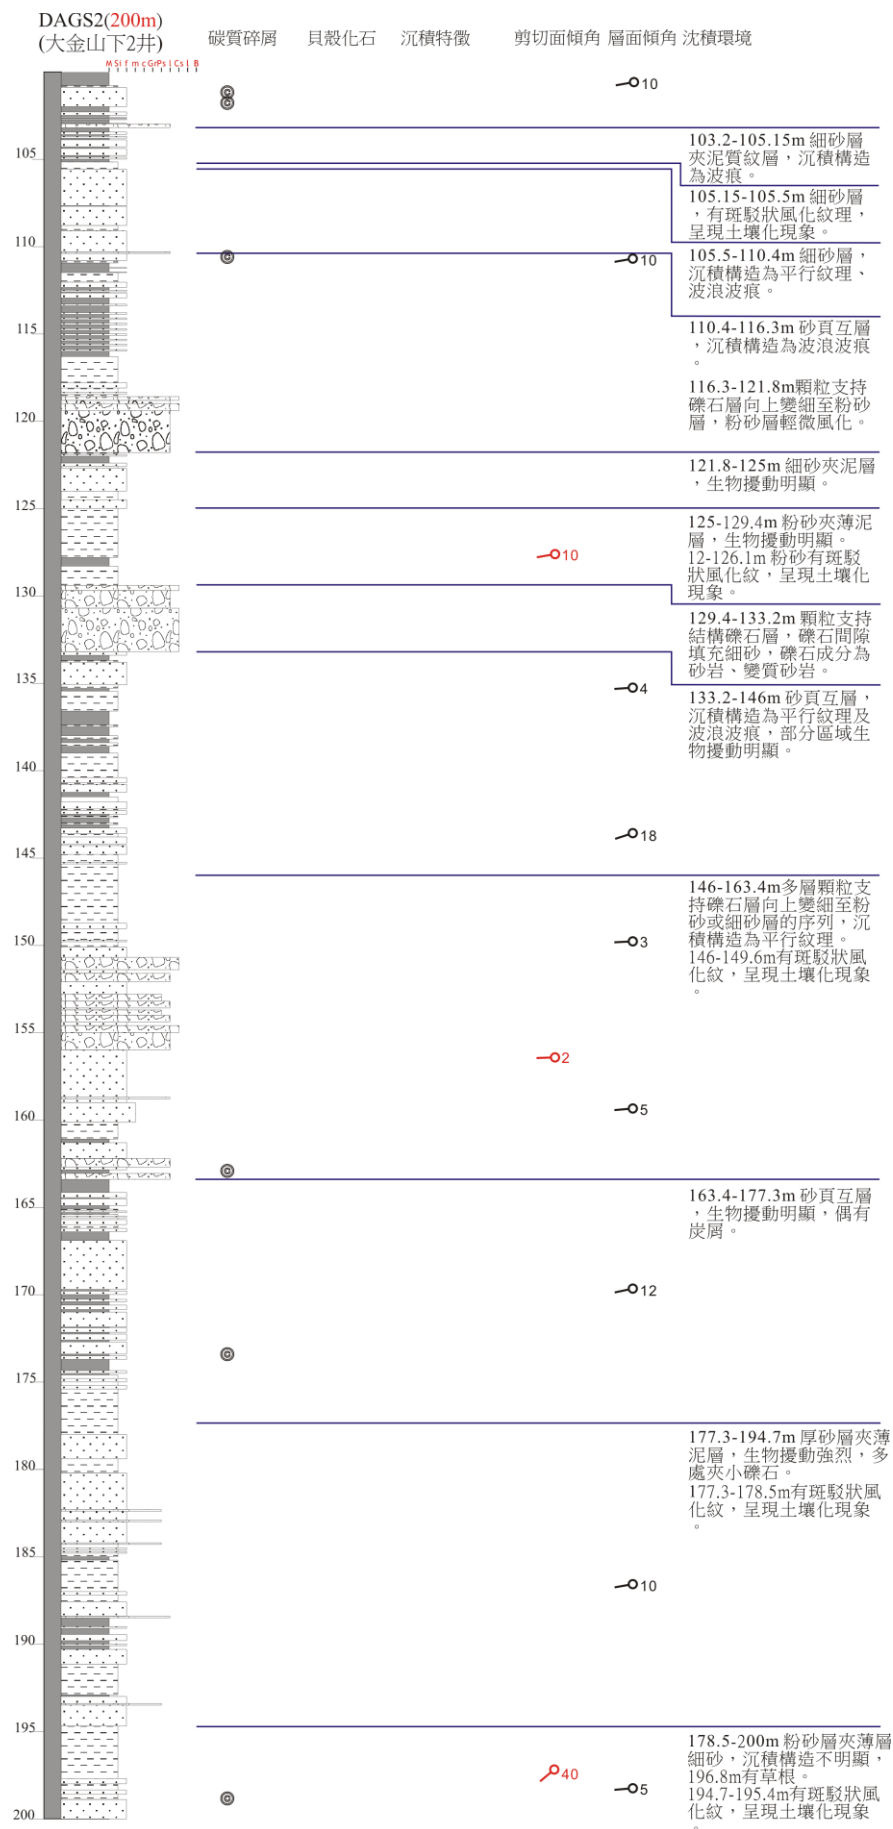 DAGS2(200m)
(大金山下2井)
碳質碎屑 貝殼化石 沉積特徵 剪切面傾角 層面傾角 沈積環境
M Si f m c Gr Ps l Cs l B
10
103.2-105.15m 細砂層
夾泥質紋層，沉積構造
為波痕。
105
105.15-105.5m 細砂層
，有斑駁狀風化紋理，
呈現土壤化現象。
110
10
105.5-110.4m 細砂層，
沉積構造為平行紋理、
波浪波痕。
110.4-116.3m 砂頁互層
，沉積構造為波浪波痕
。
115
116.3-121.8m顆粒支持
礫石層向上變細至粉砂
層，粉砂層輕微風化。
120
121.8-125m 細砂夾泥層
，生物擾動明顯。
125
125-129.4m 粉砂夾薄泥
層，生物擾動明顯。
12-126.1m 粉砂有斑駁
狀風化紋，呈現土壤化
現象。
10
130
129.4-133.2m 顆粒支持
結構礫石層，礫石間隙
填充細砂，礫石成分為
砂岩、變質砂岩。
135
4
133.2-146m 砂頁互層，
沉積構造為平行紋理及
波浪波痕，部分區域生
物擾動明顯。
140
18
145
146-163.4m多層顆粒支
持礫石層向上變細至粉
砂或細砂層的序列，沉
積構造為平行紋理。
146-149.6m有斑駁狀風
化紋，呈現土壤化現象
。
150
3
155
2
160
5
165
163.4-177.3m 砂頁互層
，生物擾動明顯，偶有
炭屑。
170
12
175
177.3-194.7m 厚砂層夾薄
泥層，生物擾動強烈，多
處夾小礫石。
177.3-178.5m有斑駁狀風
化紋，呈現土壤化現象
。
180
185
10
190
195
178.5-200m 粉砂層夾薄層
細砂，沉積構造不明顯，
196.8m有草根。
194.7-195.4m有斑駁狀風
化紋，呈現土壤化現象
。
40
5
200